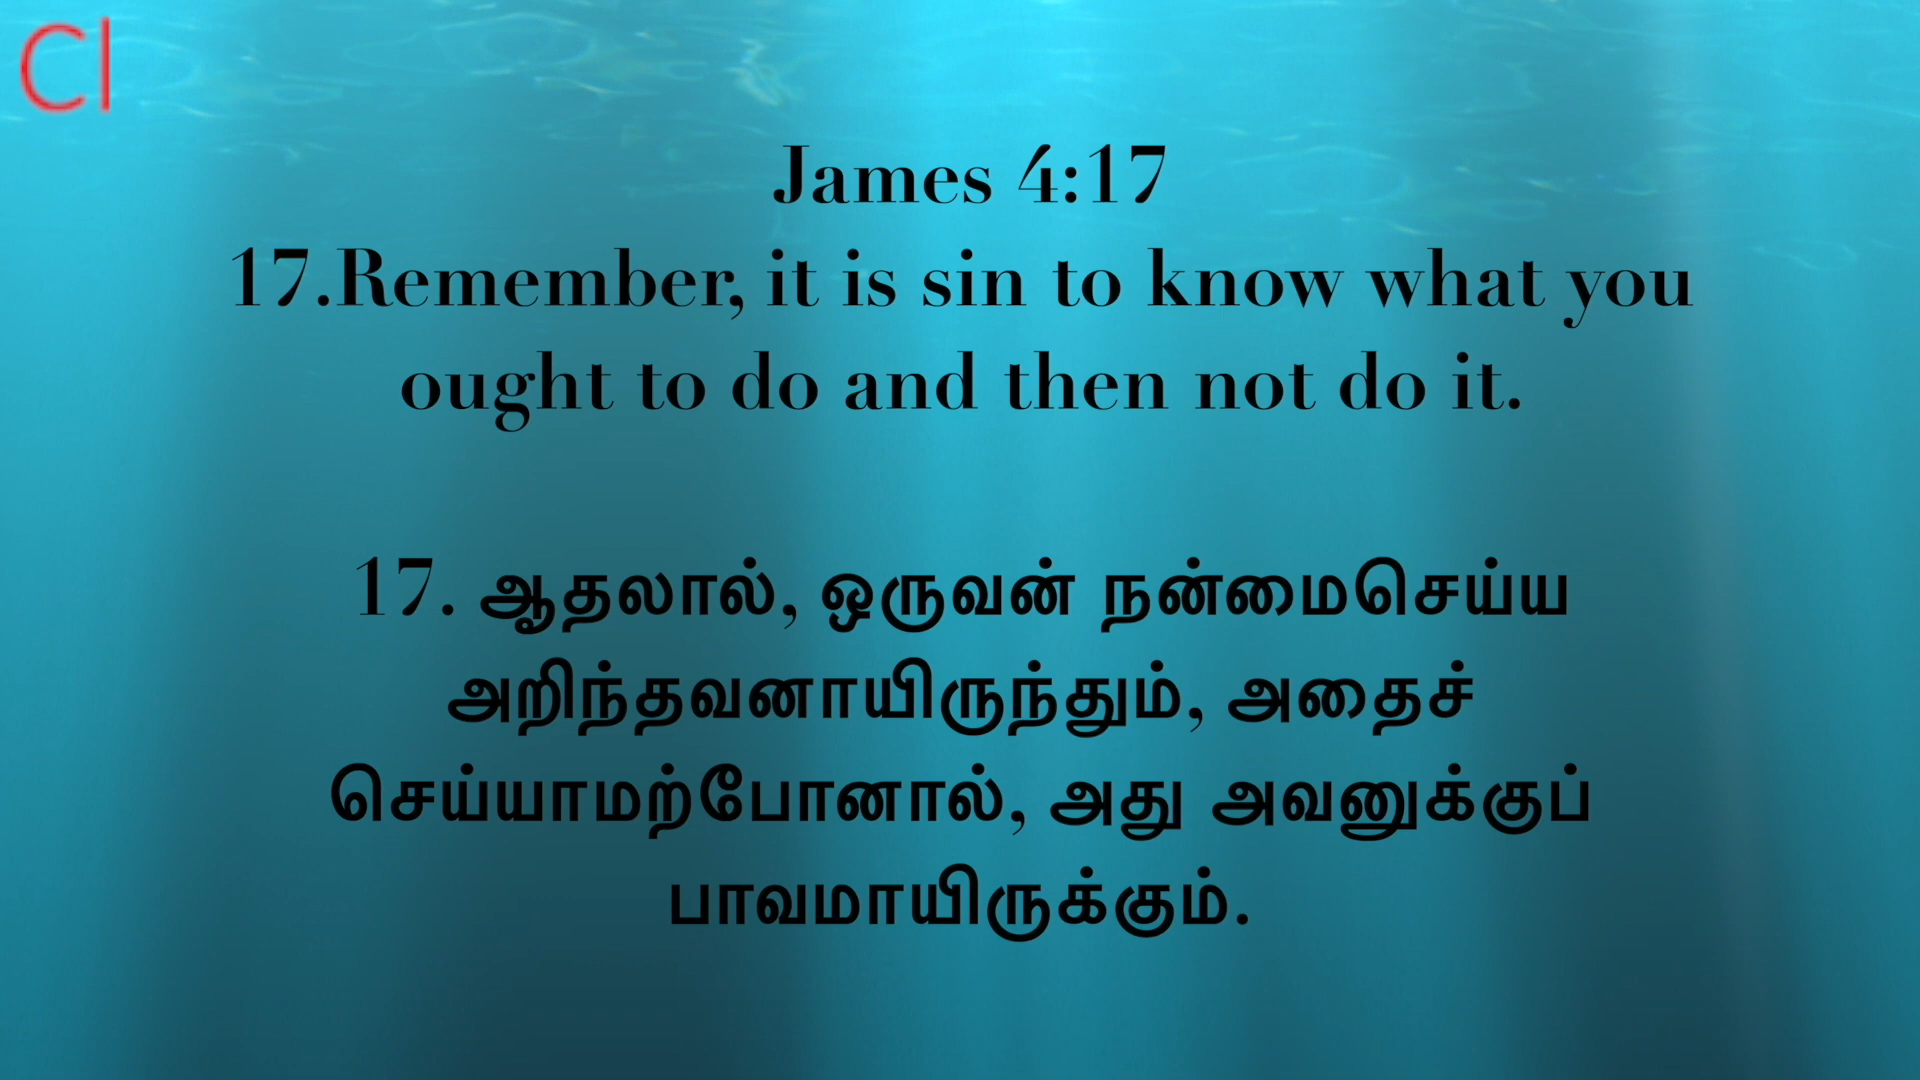 Cl
James 4:17
17.Remember, it is sin to know what you
ought to do and then not do it.
17. ஆதலால், ஒருவன் நன்மைசெய்ய
அறிந்தவனாயிருந்தும், அதைச்
செய்யாமற்போனால், அது அவனுக்குப்
பாவமாயிருக்கும்.